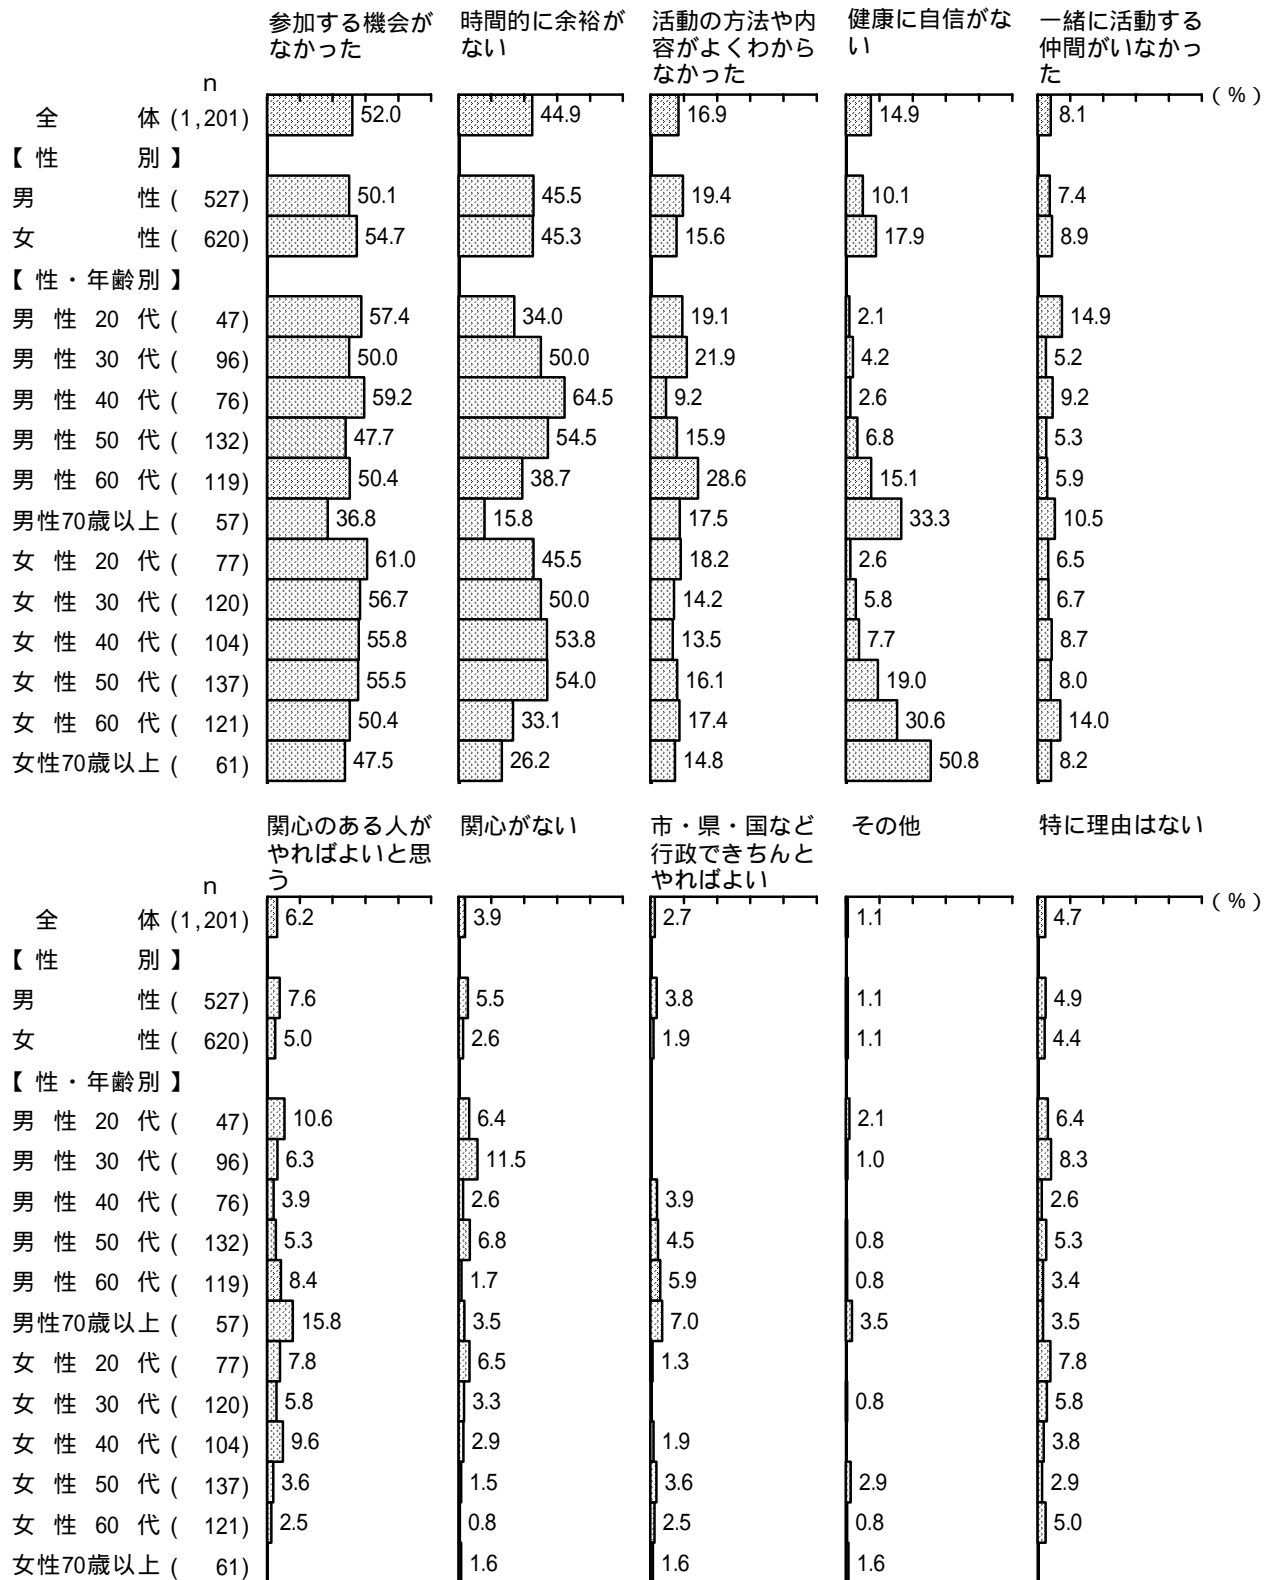 参加する機会が 時間的に余裕が 活動の方法や内 健康に自信がな 一緒に活動する
なかった ない 容がよくわから い 仲間がいなかっ
なかった た
n
(%)
全 体 (1,201) 52.0 44.9 16.9 14.9 8.1
【性 別】
男 性 ( 527) 50.1 45.5 19.4 10.1 7.4
女 性 ( 620) 54.7 45.3 15.6 17.9 8.9
【性・年齢別】
男 性 20 代 ( 47) 57.4 34.0 19.1 2.1 14.9
男 性 30 代 ( 96) 50.0 50.0 21.9 4.2 5.2
男 性 40 代 ( 76) 59.2 64.5 9.2 2.6 9.2
男 性 50 代 ( 132) 47.7 54.5 15.9 6.8 5.3
男 性 60 代 ( 119) 50.4 38.7 28.6 15.1 5.9
男性70歳以上 ( 57) 36.8 15.8 17.5 33.3 10.5
女 性 20 代 ( 77) 61.0 45.5 18.2 2.6 6.5
女 性 30 代 ( 120) 56.7 50.0 14.2 5.8 6.7
女 性 40 代 ( 104) 55.8 53.8 13.5 7.7 8.7
女 性 50 代 ( 137) 55.5 54.0 16.1 19.0 8.0
女 性 60 代 ( 121) 50.4 33.1 17.4 30.6 14.0
女性70歳以上 ( 61) 47.5 26.2 14.8 50.8 8.2
関心のある人が 関心がない 市・県・国など その他 特に理由はない
やればよいと思 行政できちんと
う やればよい
n
(%)
全 体 (1,201) 6.2 3.9 2.7 1.1 4.7
【性 別】
男 性 ( 527) 7.6 5.5 3.8 1.1 4.9
女 性 ( 620) 5.0 2.6 1.9 1.1 4.4
【性・年齢別】
男 性 20 代 ( 47) 10.6 6.4 2.1 6.4
男 性 30 代 ( 96) 6.3 11.5 1.0 8.3
男 性 40 代 ( 76) 3.9 2.6 3.9 2.6
男 性 50 代 ( 132) 5.3 6.8 4.5 0.8 5.3
男 性 60 代 ( 119) 8.4 1.7 5.9 0.8 3.4
男性70歳以上 ( 57) 15.8 3.5 7.0 3.5 3.5
女 性 20 代 ( 77) 7.8 6.5 1.3 7.8
女 性 30 代 ( 120) 5.8 3.3 0.8 5.8
女 性 40 代 ( 104) 9.6 2.9 1.9 3.8
女 性 50 代 ( 137) 3.6 1.5 3.6 2.9 2.9
女 性 60 代 ( 121) 2.5 0.8 2.5 0.8 5.0
女性70歳以上 ( 61) 1.6 1.6 1.6